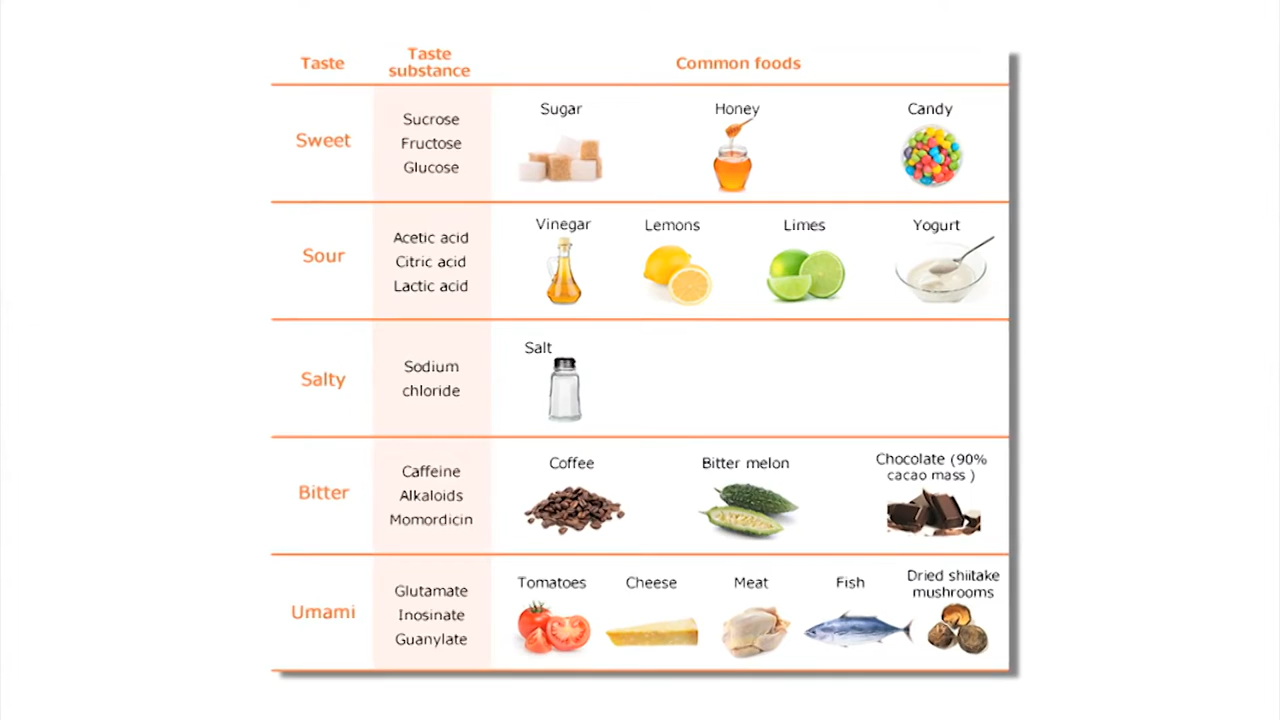 Taste
Taste
substance
Common foods
Sweet
Sucrose
Fructose
Glucose
Sugar
Honey
Candy
Sour
Acetic acid
Citric acid
Lactic acid
Vinegar
Lemons
Limes
Yogurt
Salty
Sodium
chloride
Salt
Bitter
Caffeine
Alkaloids
Momordicin
Coffee
Bitter melon
Chocolate (90%
cacao mass )
Umami
Glutamate
Inosinate
Guanylate
Tomatoes
Cheese
Meat
Fish
Dried shiitake
mushrooms